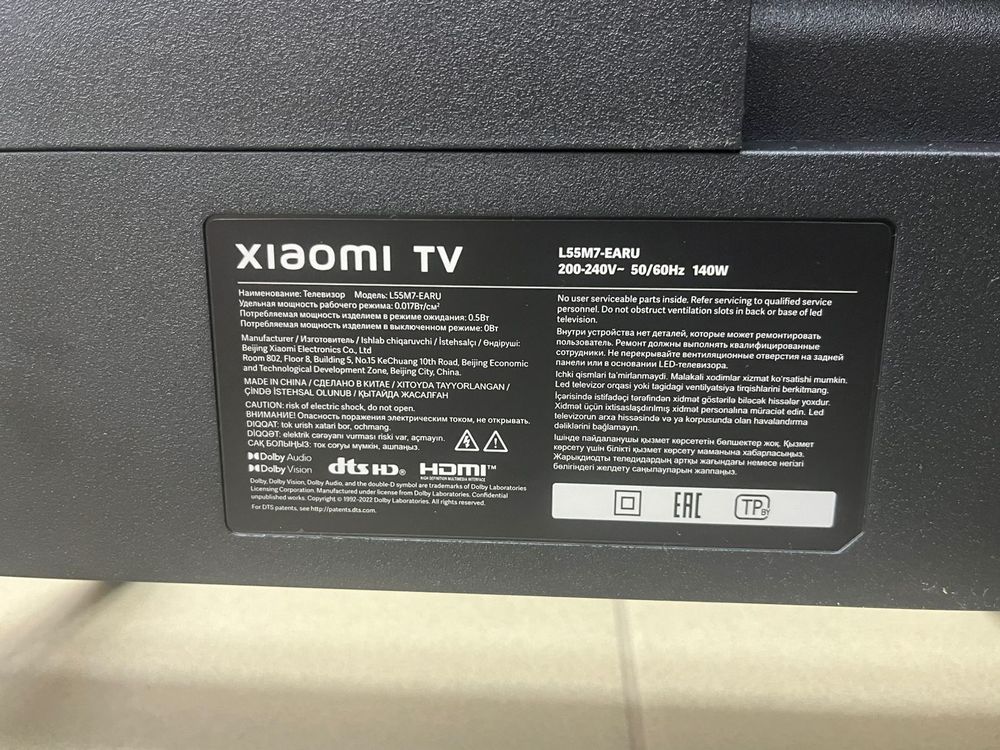 XIAOMI TV
Наименование: Телевизор Модель: L55M7-EARU
Удельная мощность рабочего режима: 0.017Вт/см²
Потребляемая мощность изделием в режиме ожидания: 0.5Вт
Потребляемая мощность изделием в выключенном режиме: 0Вт
Manufacturer / Изготовитель / Ishlab chiqaruvchi / İstehsalçı / Өндіруші:
Beijing Xiaomi Electronics Co., Ltd
Room 802, Floor 8, Building 5, No.15 KeChuang 10th Road, Beijing Economic
and Technological Development Zone, Beijing City, China.
MADE IN CHINA / СДЕЛАНО В КИТАЕ / XITOYDA TAYYORLANGAN /
ÇİNDƏ İSTEHSAL OLUNUB / ҚЫТАЙДА ЖАСАЛҒАН
CAUTION: risk of electric shock, do not open.
ВНИМАНИЕ! Опасность поражения электрическим током, не открывать.
DIQQAT: tok urish xatari bor, ochmang.
DİQQƏT: elektrik cərəyanı vurması riski var, açmayın.
САҚ БОЛЫҢЫЗ: ток соғуы мүмкін, ашпаңыз.
Dolby Audio
Dolby Vision
dts HD®
HDMI™
HIGH DEFINITION MULTIMEDIA INTERFACE
Dolby, Dolby Vision, Dolby Audio, and the double-D symbol are trademarks of Dolby Laboratories
Licensing Corporation. Manufactured under license from Dolby Laboratories. Confidential
unpublished works. Copyright © 1992-2022 Dolby Laboratories. All rights reserved.
For DTS patents, see http://patents.dts.com.
L55M7-EARU
200-240V~ 50/60Hz 140W
No user serviceable parts inside. Refer servicing to qualified service
personnel. Do not obstruct ventilation slots in back or base of led
television.
Внутри устройства нет деталей, которые может ремонтировать
пользователь. Ремонт должны выполнять квалифицированные
сотрудники. Не перекрывайте вентиляционные отверстия на задней
панели или в основании LED-телевизора.
Ichki qismlari ta'mirlanmaydi. Malakali xodimlar xizmat ko'rsatishi mumkin.
Led televizor orqasi yoki tagidagi ventilyatsiya tirqishlarini berkitmang.
İçərisində istifadəçi tərəfindən xidmət göstərilə biləcək hissələr yoxdur.
Xidmət üçün ixtisaslaşdırılmış xidmət personalına müraciət edin. Led
televizorun arxa hissəsində və ya korpusunda olan havalandırma
dəliklərini bağlamayın.
Ішінде пайдаланушы қызмет көрсететін бөлшектер жоқ. Қызмет
көрсету үшін білікті қызмет көрсету маманына хабарласыңыз.
Жарықдиодты теледидардың артқы жағындағы немесе негізгі
бөлігіндегі желдету саңылауларын жаппаңыз.
EAC
TP BY